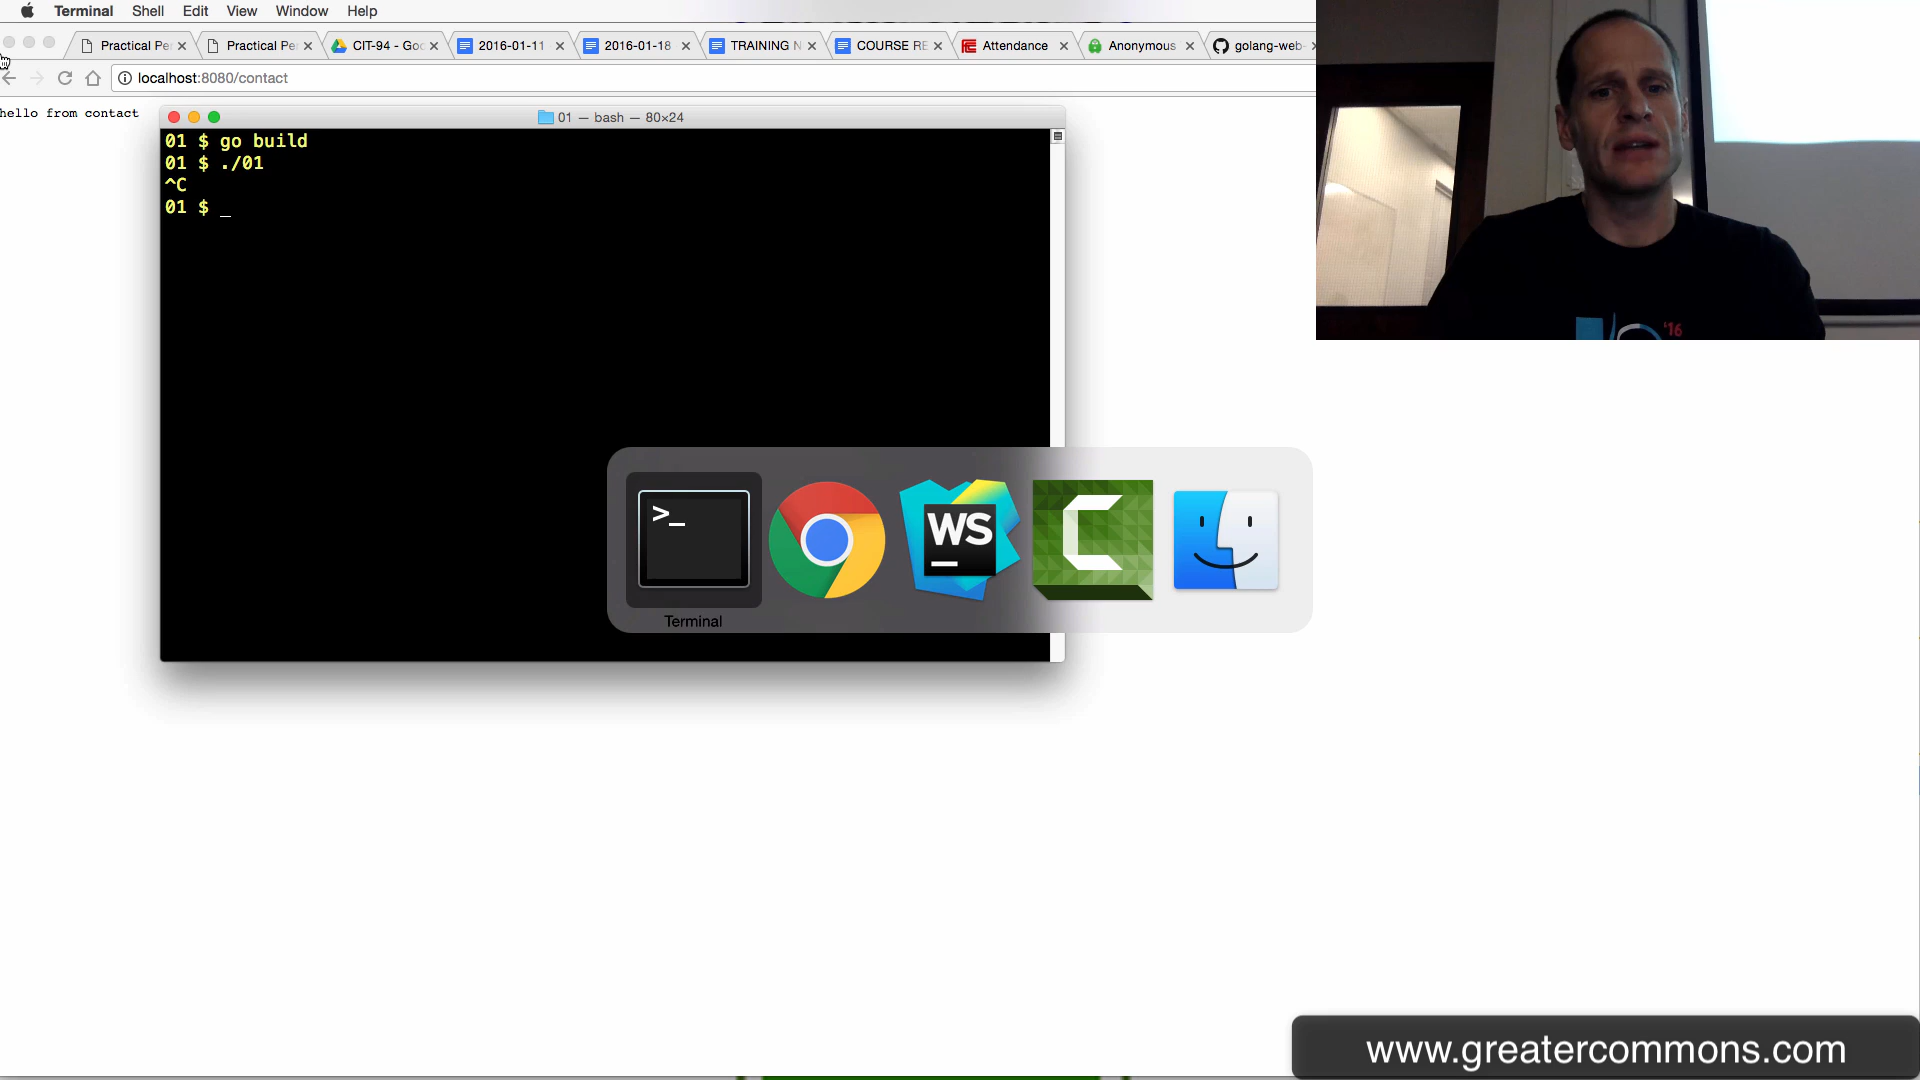 Terminal Shell Edit View Window Help
Practical Pe CIT-94 - Goo 2016-01-11 2016-01-18 TRAINING N COURSE RE Attendance Anonymous golang-web-
Practical Pe
localhost:8080/contact
hello from contact
01 — bash — 80×24
01 $ go build
01 $ ./01
^C
01 $ _
>_
WS
Terminal
I/O '16
www.greatercommons.com